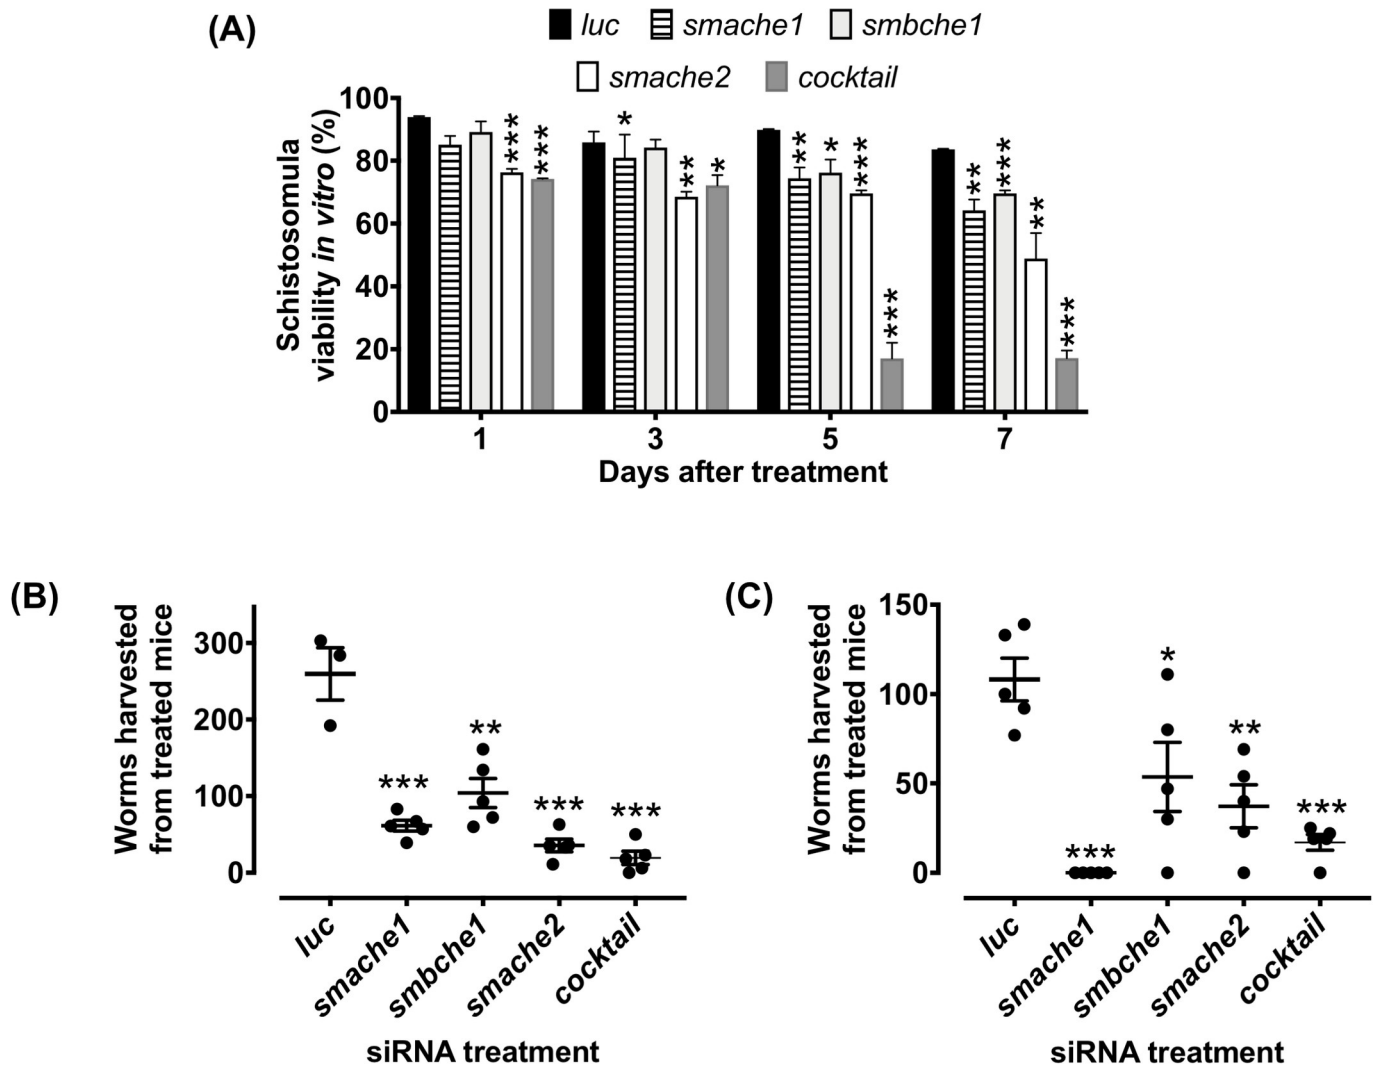 (A)
luc smache1 smbche1
smache2 cocktail
Schistosomula
viability in vitro (%)
100
80
60
40
20
0
*** ***
* ** *
** * *** ***
** *** ** ***
1 3 5 7
Days after treatment
(B)
Worms harvested
from treated mice
300
200
100
0
*** ** *** ***
luc smache1 smbche1 smache2 cocktail
siRNA treatment
(C)
Worms harvested
from treated mice
150
100
50
0
*** * ** ***
luc smache1 smbche1 smache2 cocktail
siRNA treatment